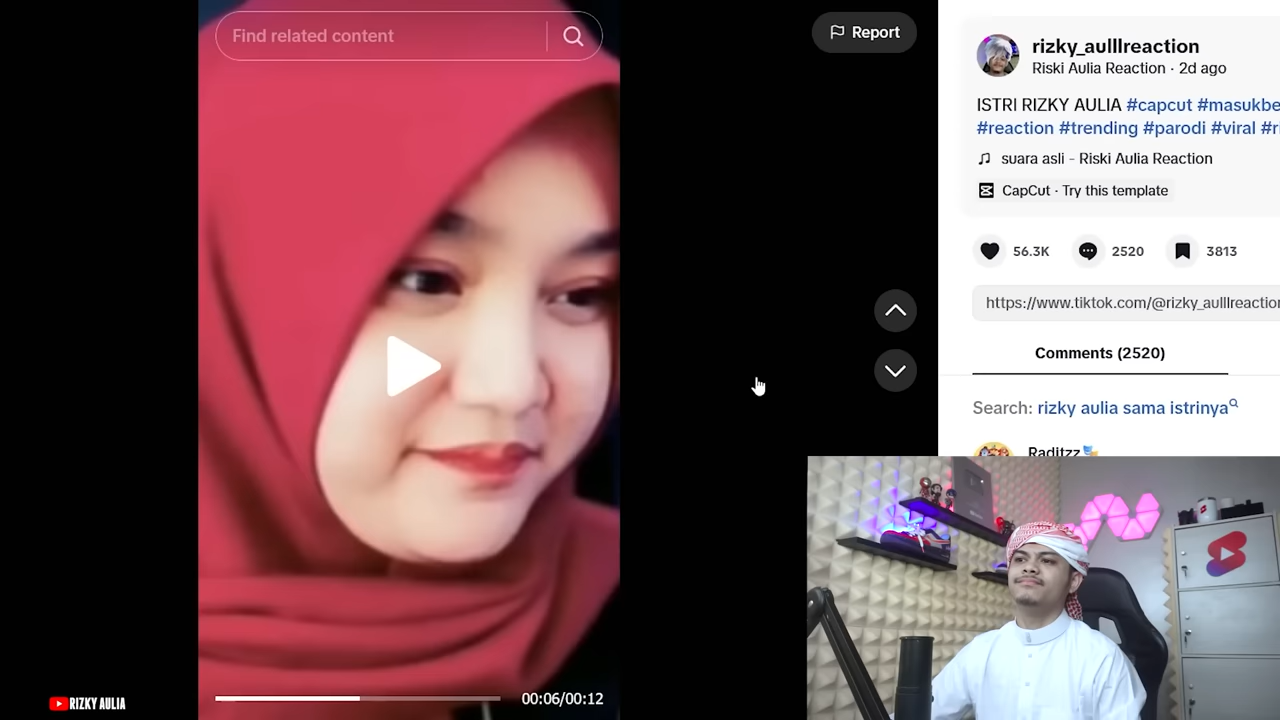 Find related content
Report
rizky_aulllreaction
Riski Aulia Reaction · 2d ago
ISTRI RIZKY AULIA #capcut #masukbe
#reaction #trending #parodi #viral #ri
suara asli - Riski Aulia Reaction
CapCut · Try this template
56.3K
2520
3813
https://www.tiktok.com/@rizky_aulllreaction
Comments (2520)
Search: rizky aulia sama istrinya
Raditzz
00:06/00:12
RIZKY AULIA